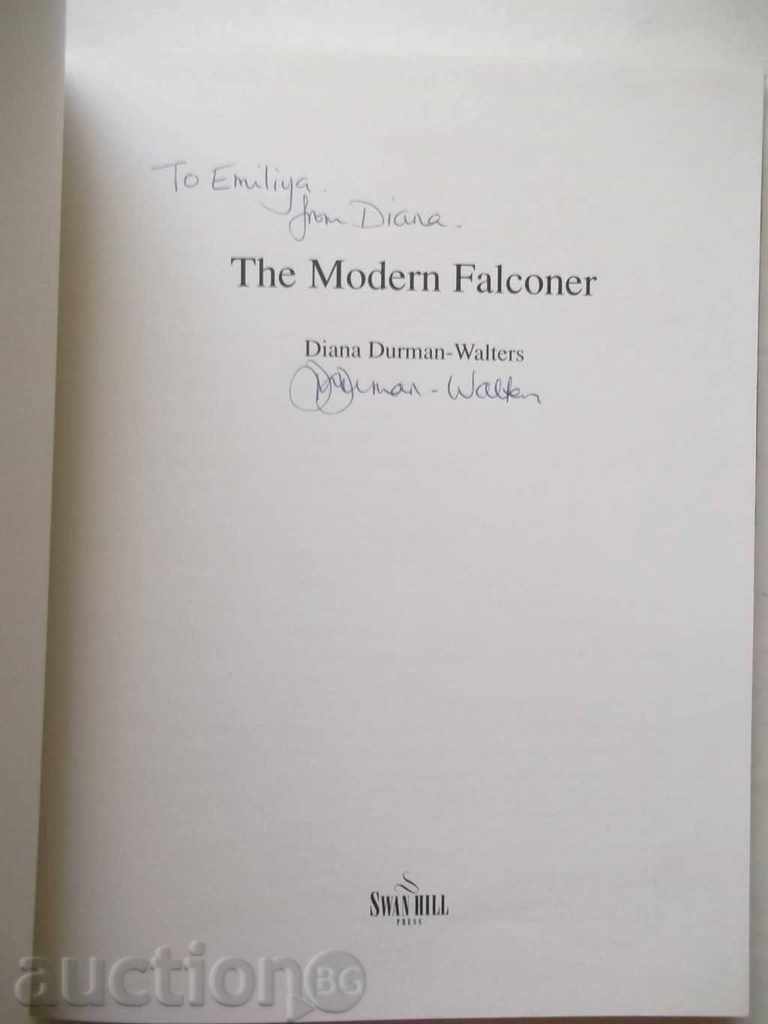 To Emiliya.
from Diana.
The Modern Falconer
Diana Durman-Walters
Durman-Walters
SWAN HILL
PRESS
auctionBG